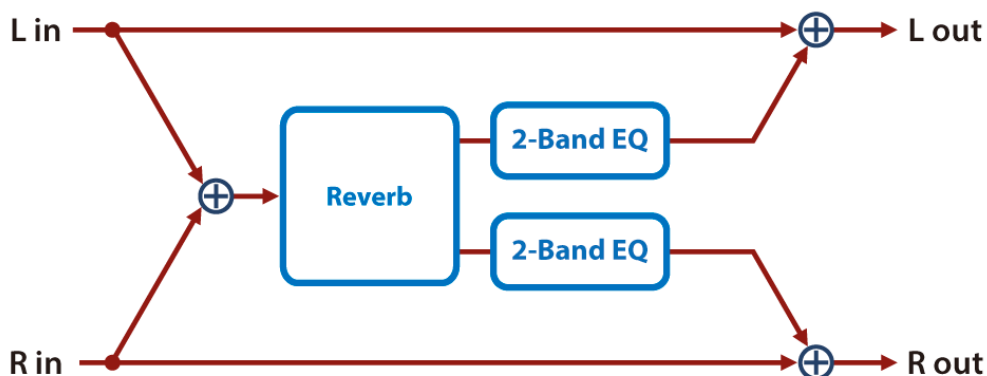 L in
L out
2-Band EQ
Reverb
2-Band EQ
R in
R out